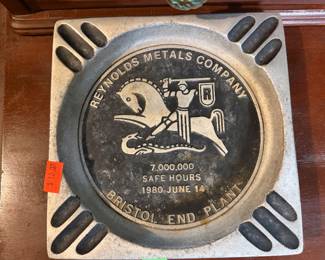 REYNOLDS METALS COMPANY
7,000,000
SAFE HOURS
1980 JUNE 14
BRISTOL END PLANT